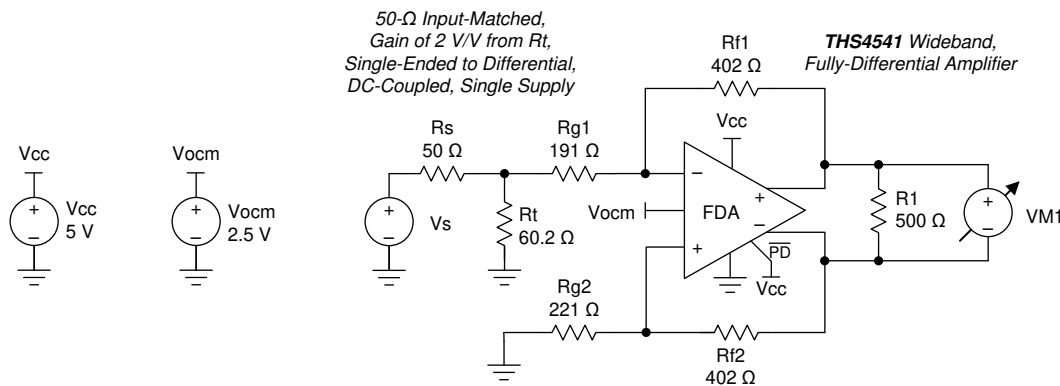 50-Ω Input-Matched,
Gain of 2 V/V from Rt,
Single-Ended to Differential,
DC-Coupled, Single Supply
Rf1
402 Ω
THS4541 Wideband,
Fully-Differential Amplifier
Vcc
Vcc
5 V
+
−
Vocm
Vocm
2.5 V
+
−
Rs
50 Ω
Rg1
191 Ω
Vcc
Vs
+
−
Rt
60.2 Ω
Vocm
−
+
FDA
+
−
PD
Vcc
R1
500 Ω
+
−
VM1
Rg2
221 Ω
Rf2
402 Ω